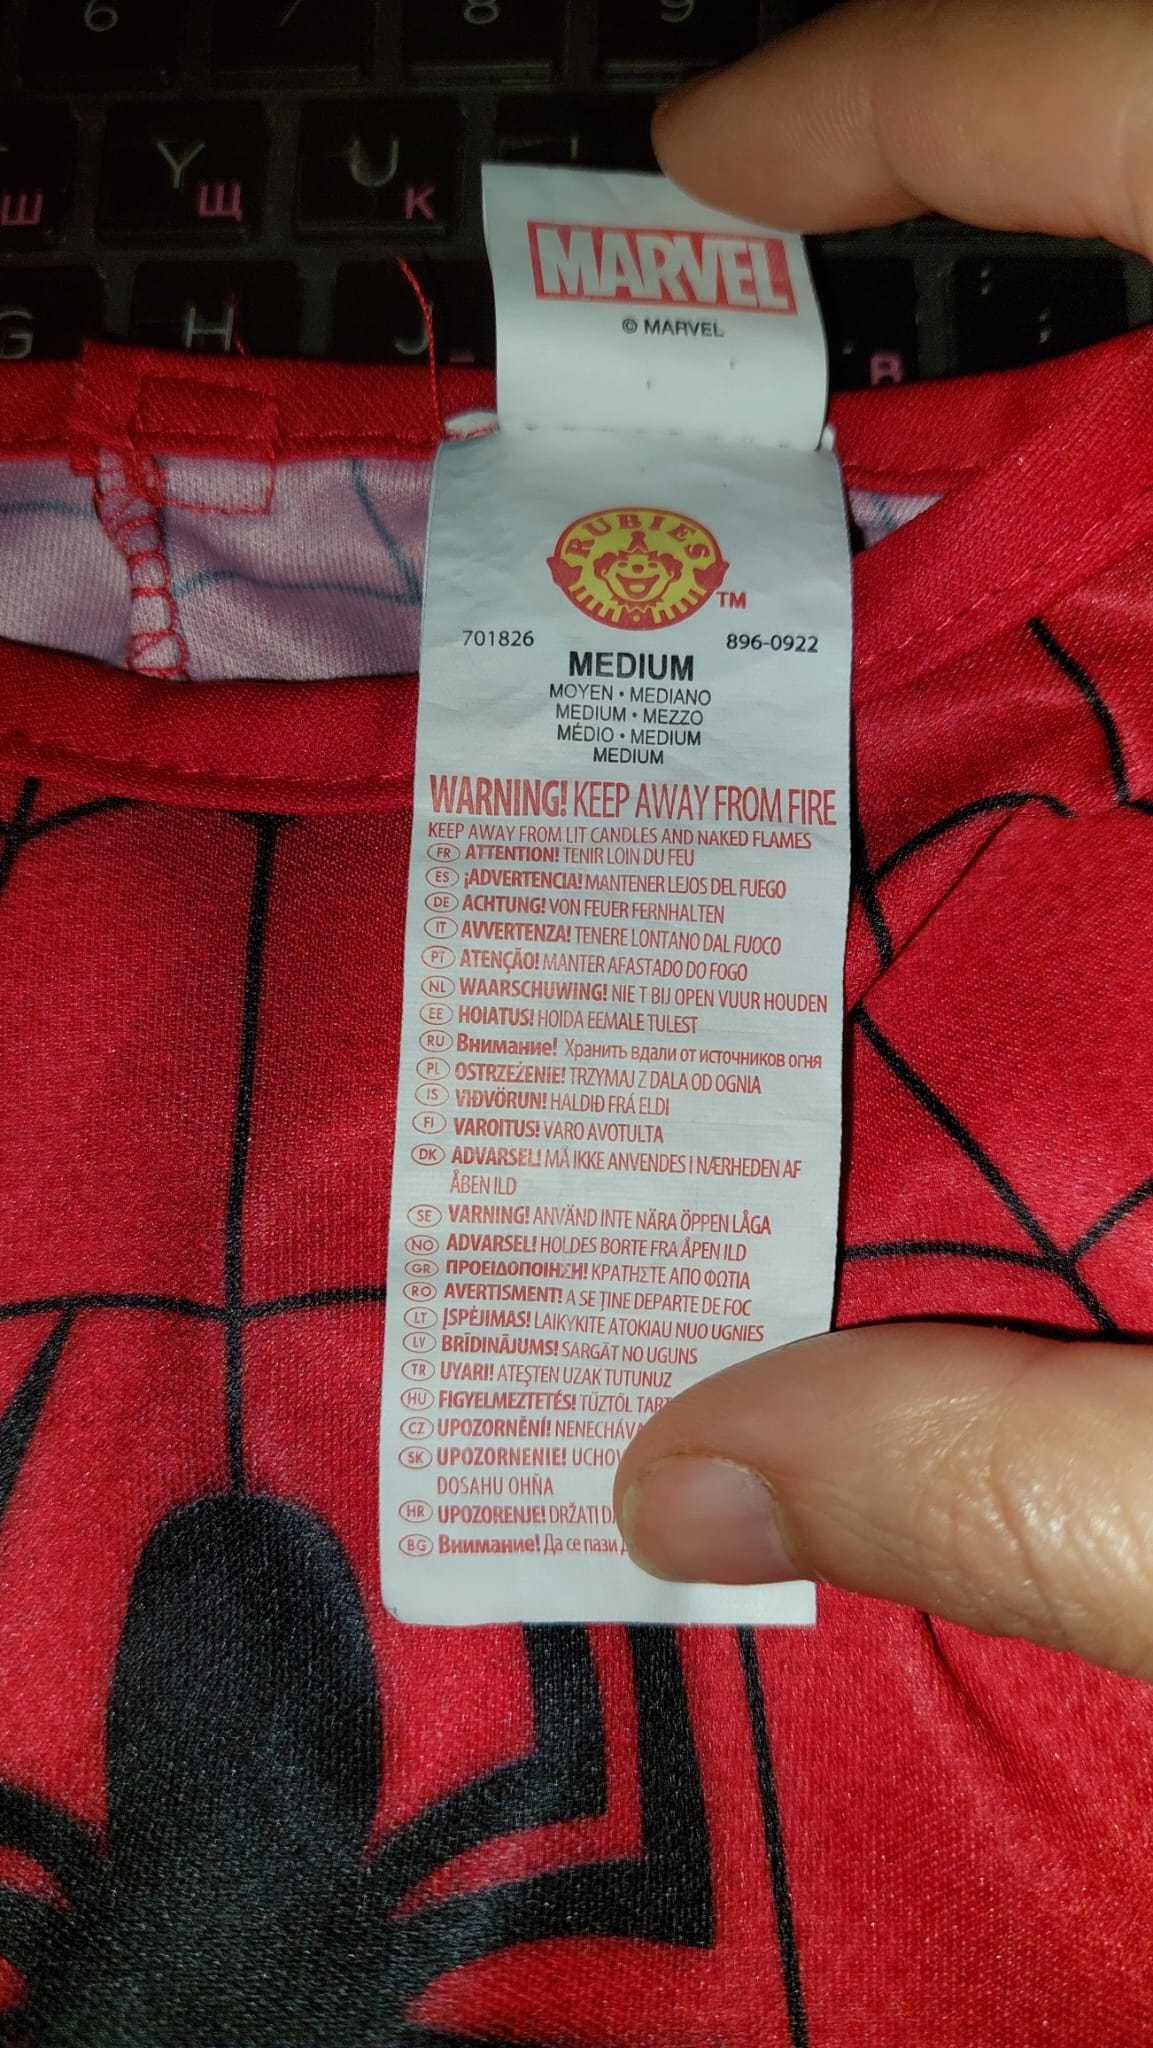 6 7 8 9
Y U
Ш Щ К
G H J
В
MARVEL
© MARVEL
RUBIES
TM
701826 896-0922
MEDIUM
MOYEN • MEDIANO
MEDIUM • MEZZO
MÉDIO • MEDIUM
MEDIUM
WARNING! KEEP AWAY FROM FIRE
KEEP AWAY FROM LIT CANDLES AND NAKED FLAMES
FR ATTENTION! TENIR LOIN DU FEU
ES ¡ADVERTENCIA! MANTENER LEJOS DEL FUEGO
DE ACHTUNG! VON FEUER FERNHALTEN
IT AVVERTENZA! TENERE LONTANO DAL FUOCO
PT ATENÇÃO! MANTER AFASTADO DO FOGO
NL WAARSCHUWING! NIE T BIJ OPEN VUUR HOUDEN
EE HOIATUS! HOIDA EEMALE TULEST
RU Внимание! Хранить вдали от источников огня
PL OSTRZEŻENIE! TRZYMAJ Z DALA OD OGNIA
IS VIÐVÖRUN! HALDIÐ FRÁ ELDI
FI VAROITUS! VARO AVOTULTA
DK ADVARSEL! MÅ IKKE ANVENDES I NÆRHEDEN AF
ÅBEN ILD
SE VARNING! ANVÄND INTE NÄRA ÖPPEN LÅGA
NO ADVARSEL! HOLDES BORTE FRA ÅPEN ILD
GR ΠΡΟΕΙΔΟΠΟΙΗΣΗ! ΚΡΑΤΗΣΤΕ ΑΠΟ ΦΩΤΙΑ
RO AVERTISMENT! A SE ŢINE DEPARTE DE FOC
LT ĮSPĖJIMAS! LAIKYKITE ATOKIAU NUO UGNIES
LV BRĪDINĀJUMS! SARGĀT NO UGUNS
TR UYARI! ATEŞTEN UZAK TUTUNUZ
HU FIGYELMEZTETÉS! TŰZTŐL
CZ UPOZORNĚNÍ!
SK UPOZORNENIE!
DOSAHU OHŇA
HR UPOZORENJE! DRŽATI
BG Внимание! Да се пази